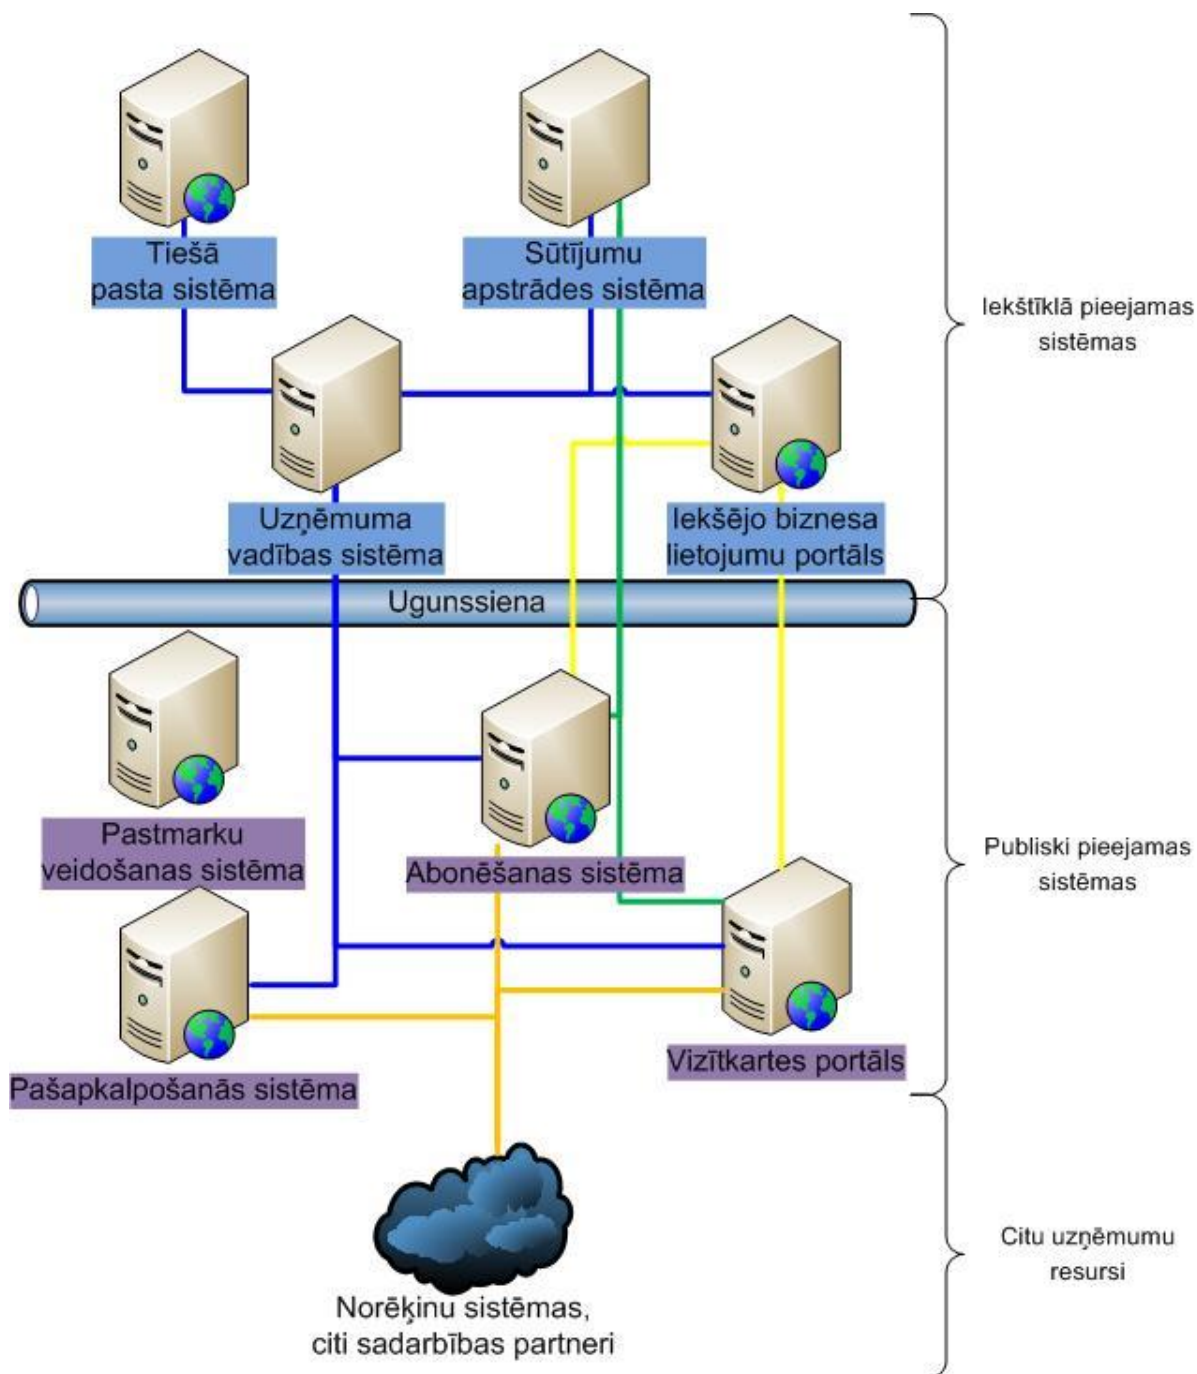 Tiešā
pasta sistēma
Sūtījumu
apstrādes sistēma
Iekštīklā pieejamas
sistēmas
Uzņēmuma
vadības sistēma
Iekšējo biznesa
lietojumu portāls
Ugunssiena
Pastmarku
veidošanas sistēma
Abonēšanas sistēma
Publiski pieejamas
sistēmas
Pašapkalpošanās sistēma
Vizītkartes portāls
Citu uzņēmumu
resursi
Norēķinu sistēmas,
citi sadarbības partneri